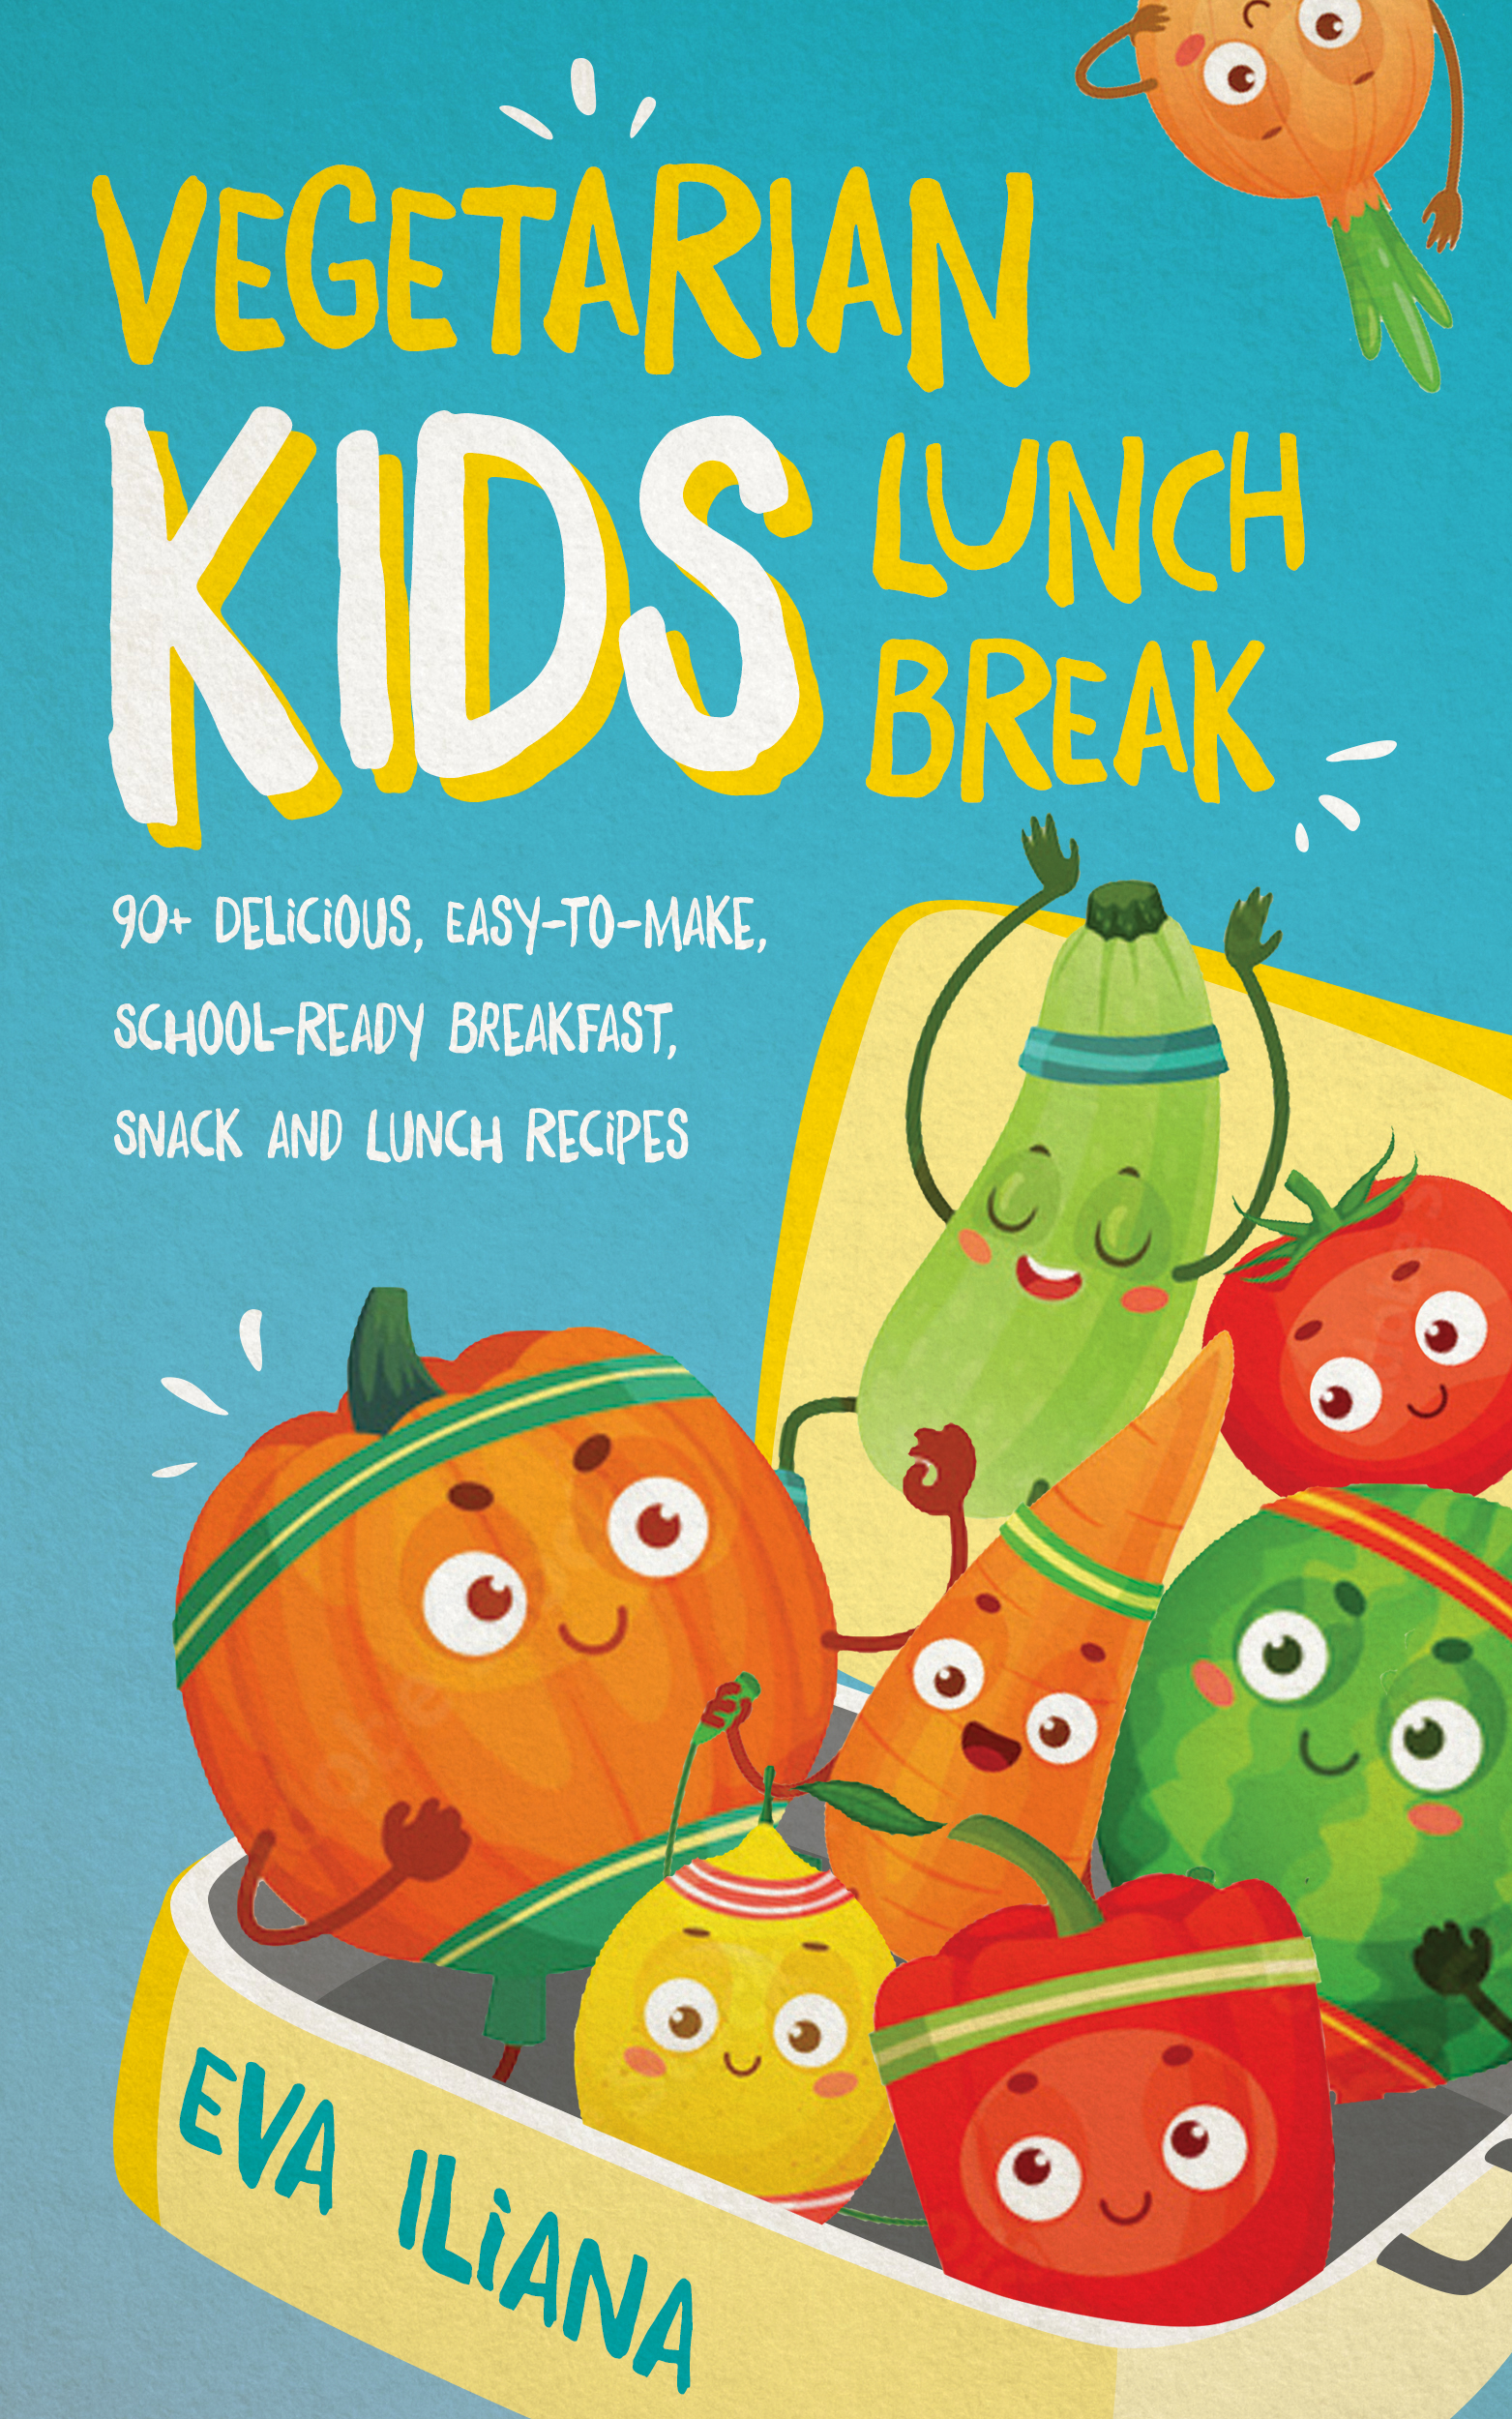 VEGETARIAN
KIDS LUNCH
BREAK
90+ DELiCiOUS, EASY-TO-MAKE,
SCHOOL-READY BREAKFAST,
SNACK AND LUNCH RECiPES
EVA ILiANA